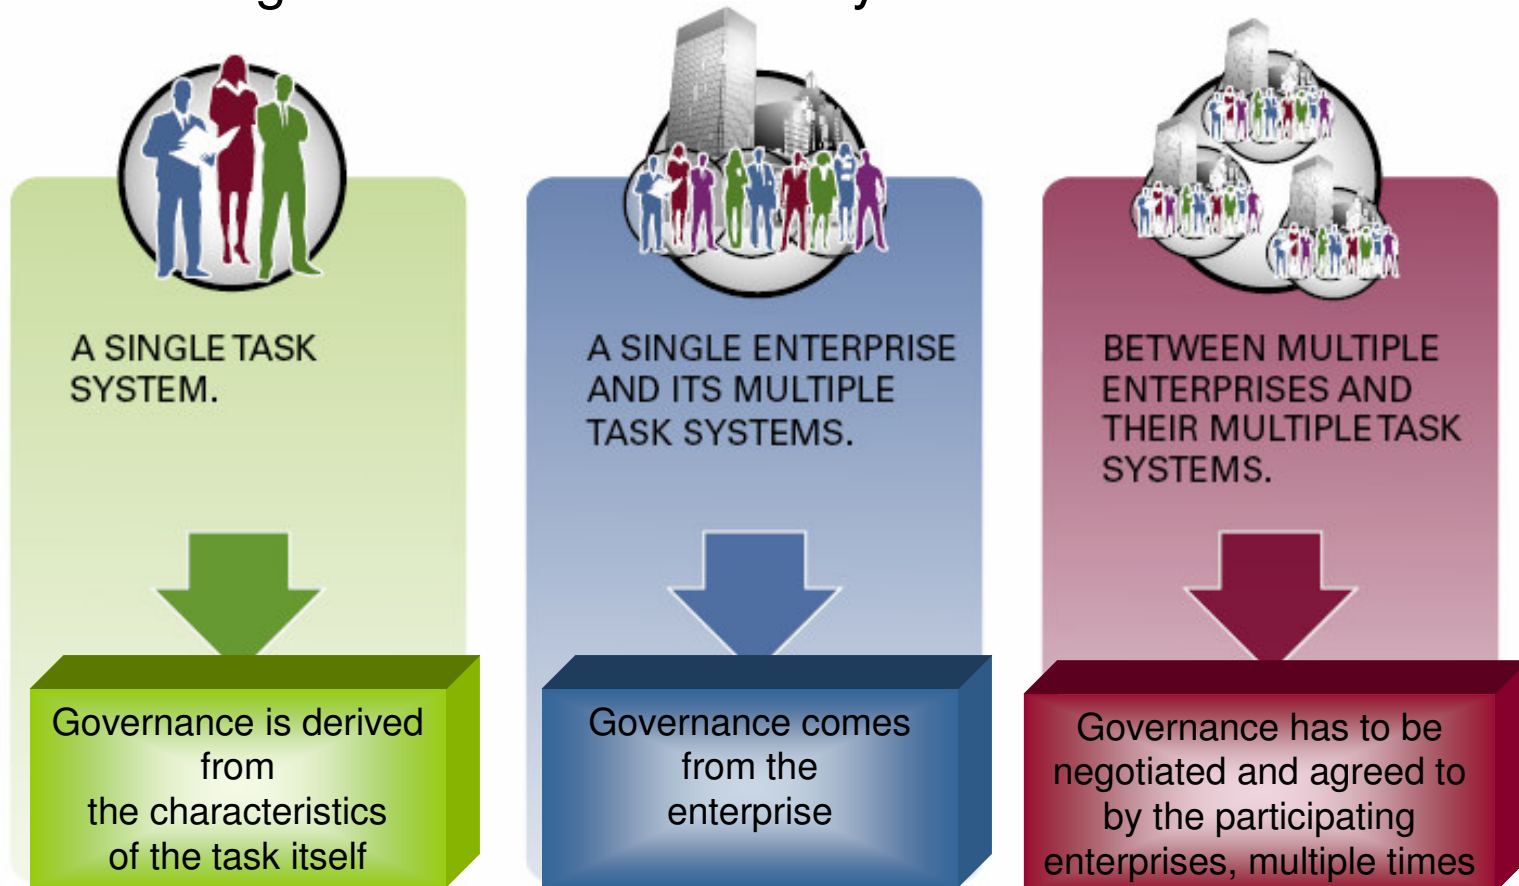 A SINGLE TASK
SYSTEM.
A SINGLE ENTERPRISE
AND ITS MULTIPLE
TASK SYSTEMS.
BETWEEN MULTIPLE
ENTERPRISES AND
THEIR MULTIPLE TASK
SYSTEMS.
Governance is derived
from
the characteristics
of the task itself
Governance comes
from the
enterprise
Governance has to be
negotiated and agreed to
by the participating
enterprises, multiple times